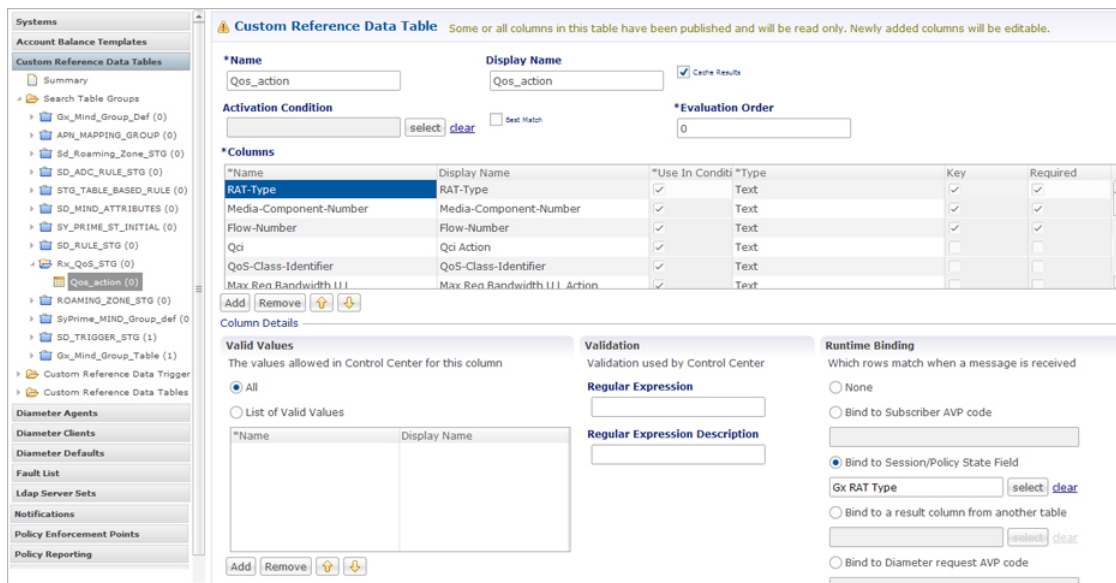 Systems
Account Balance Templates
Custom Reference Data Tables
Summary
Search Table Groups
Gx_Mind_Group_Def (0)
APN_MAPPING_GROUP (0)
Sd_Roaming_Zone_STG (0)
SD_ADC_RULE_STG (0)
STG_TABLE_BASED_RULE (0)
SD_MIND_ATTRIBUTES (0)
SY_PRIME_ST_INITIAL (0)
SD_RULE_STG (0)
Rx_QoS_STG (0)
Qos_action (0)
ROAMING_ZONE_STG (0)
SyPrime_MIND_Group_def (0
SD_TRIGGER_STG (1)
Gx_Mind_Group_Table (1)
Custom Reference Data Trigger
Custom Reference Data Tables
Diameter Agents
Diameter Clients
Diameter Defaults
Fault List
Ldap Server Sets
Notifications
Policy Enforcement Points
Policy Reporting
Custom Reference Data Table Some or all columns in this table have been published and will be read only. Newly added columns will be editable.
*Name Display Name
Qos_action Qos_action Cache Results
Activation Condition *Evaluation Order
select clear Best Match 0
*Columns
*Name Display Name *Use In Conditi *Type Key Required
RAT-Type RAT-Type Text
Media-Component-Number Media-Component-Number Text
Flow-Number Flow-Number Text
Qci Qci Action Text
QoS-Class-Identifier QoS-Class-Identifier Text
Max Req Bandwidth U L Max Req Bandwidth U L Action Text
Add Remove
Column Details
Valid Values Validation Runtime Binding
The values allowed in Control Center for this column Validation used by Control Center Which rows match when a message is received
All Regular Expression None
List of Valid Values Bind to Subscriber AVP code
*Name Display Name Regular Expression Description
Bind to Session/Policy State Field
Gx RAT Type select clear
Bind to a result column from another table
select clear
Add Remove Bind to Diameter request AVP code